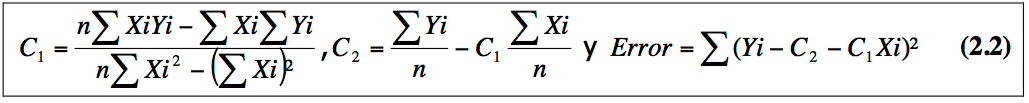 C₁ = (n∑XiYi − ∑Xi∑Yi) / (n∑Xi² − (∑Xi)²) , C₂ = ∑Yi / n − C₁ ∑Xi / n y Error = ∑(Yi − C₂ − C₁Xi)² (2.2)